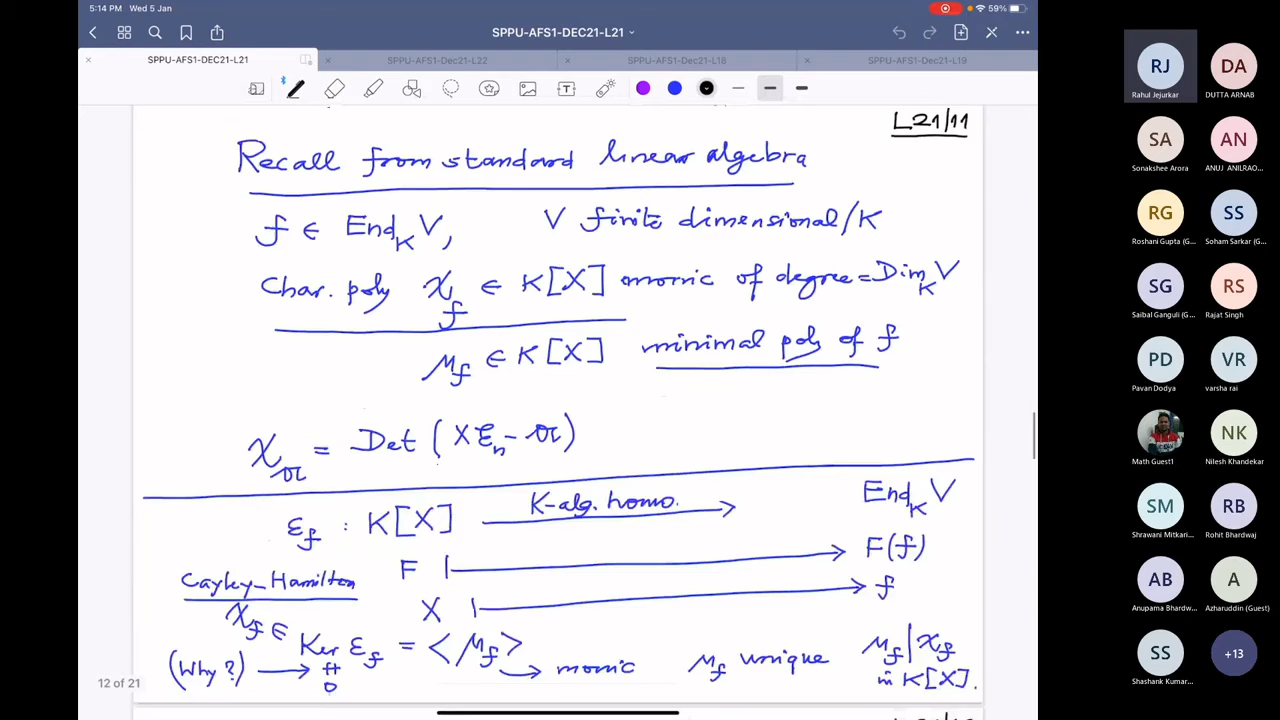 5:14 PM Wed 5 Jan
59%
SPPU-AFS1-DEC21-L21
SPPU-AFS1-DEC21-L21
SPPU-AFS1-DEC21-L22
SPPU-AFS1-DEC21-L18
SPPU-AFS1-DEC21-L19
L21/11
Recall from standard linear algebra
f ∈ End_K V, V finite dimensional/K
Char. poly χ_f ∈ K[X] monic of degree = Dim_K V
μ_f ∈ K[X] minimal poly of f
χ_𝔄 = Det (X ℰ_n - 𝔄)
ε_f : K[X] K-alg. homo. → End_K V
F ↦ F(f)
X ↦ f
Cayley-Hamilton
χ_f ∈ Ker ε_f = <μ_f> → monic μ_f unique μ_f | χ_f in K[X].
(Why?) → ≠ 0
12 of 21
RJ
Rahul Jejurkar
DA
DUTTA ARNAB
SA
Sonakshee Arora
AN
ANUJ ANILRAO...
RG
Roshani Gupta (G...
SS
Soham Sarkar (G...
SG
Saibal Ganguli (G...
RS
Rajat Singh
PD
Pavan Dodya
VR
varsha rai
Math Guest1
NK
Nilesh Khandekar
SM
Shrawani Mitkari...
RB
Rohit Bhardwaj
AB
Anupama Bhardw...
A
Azharuddin (Guest)
SS
Shashank Kumar...
+13